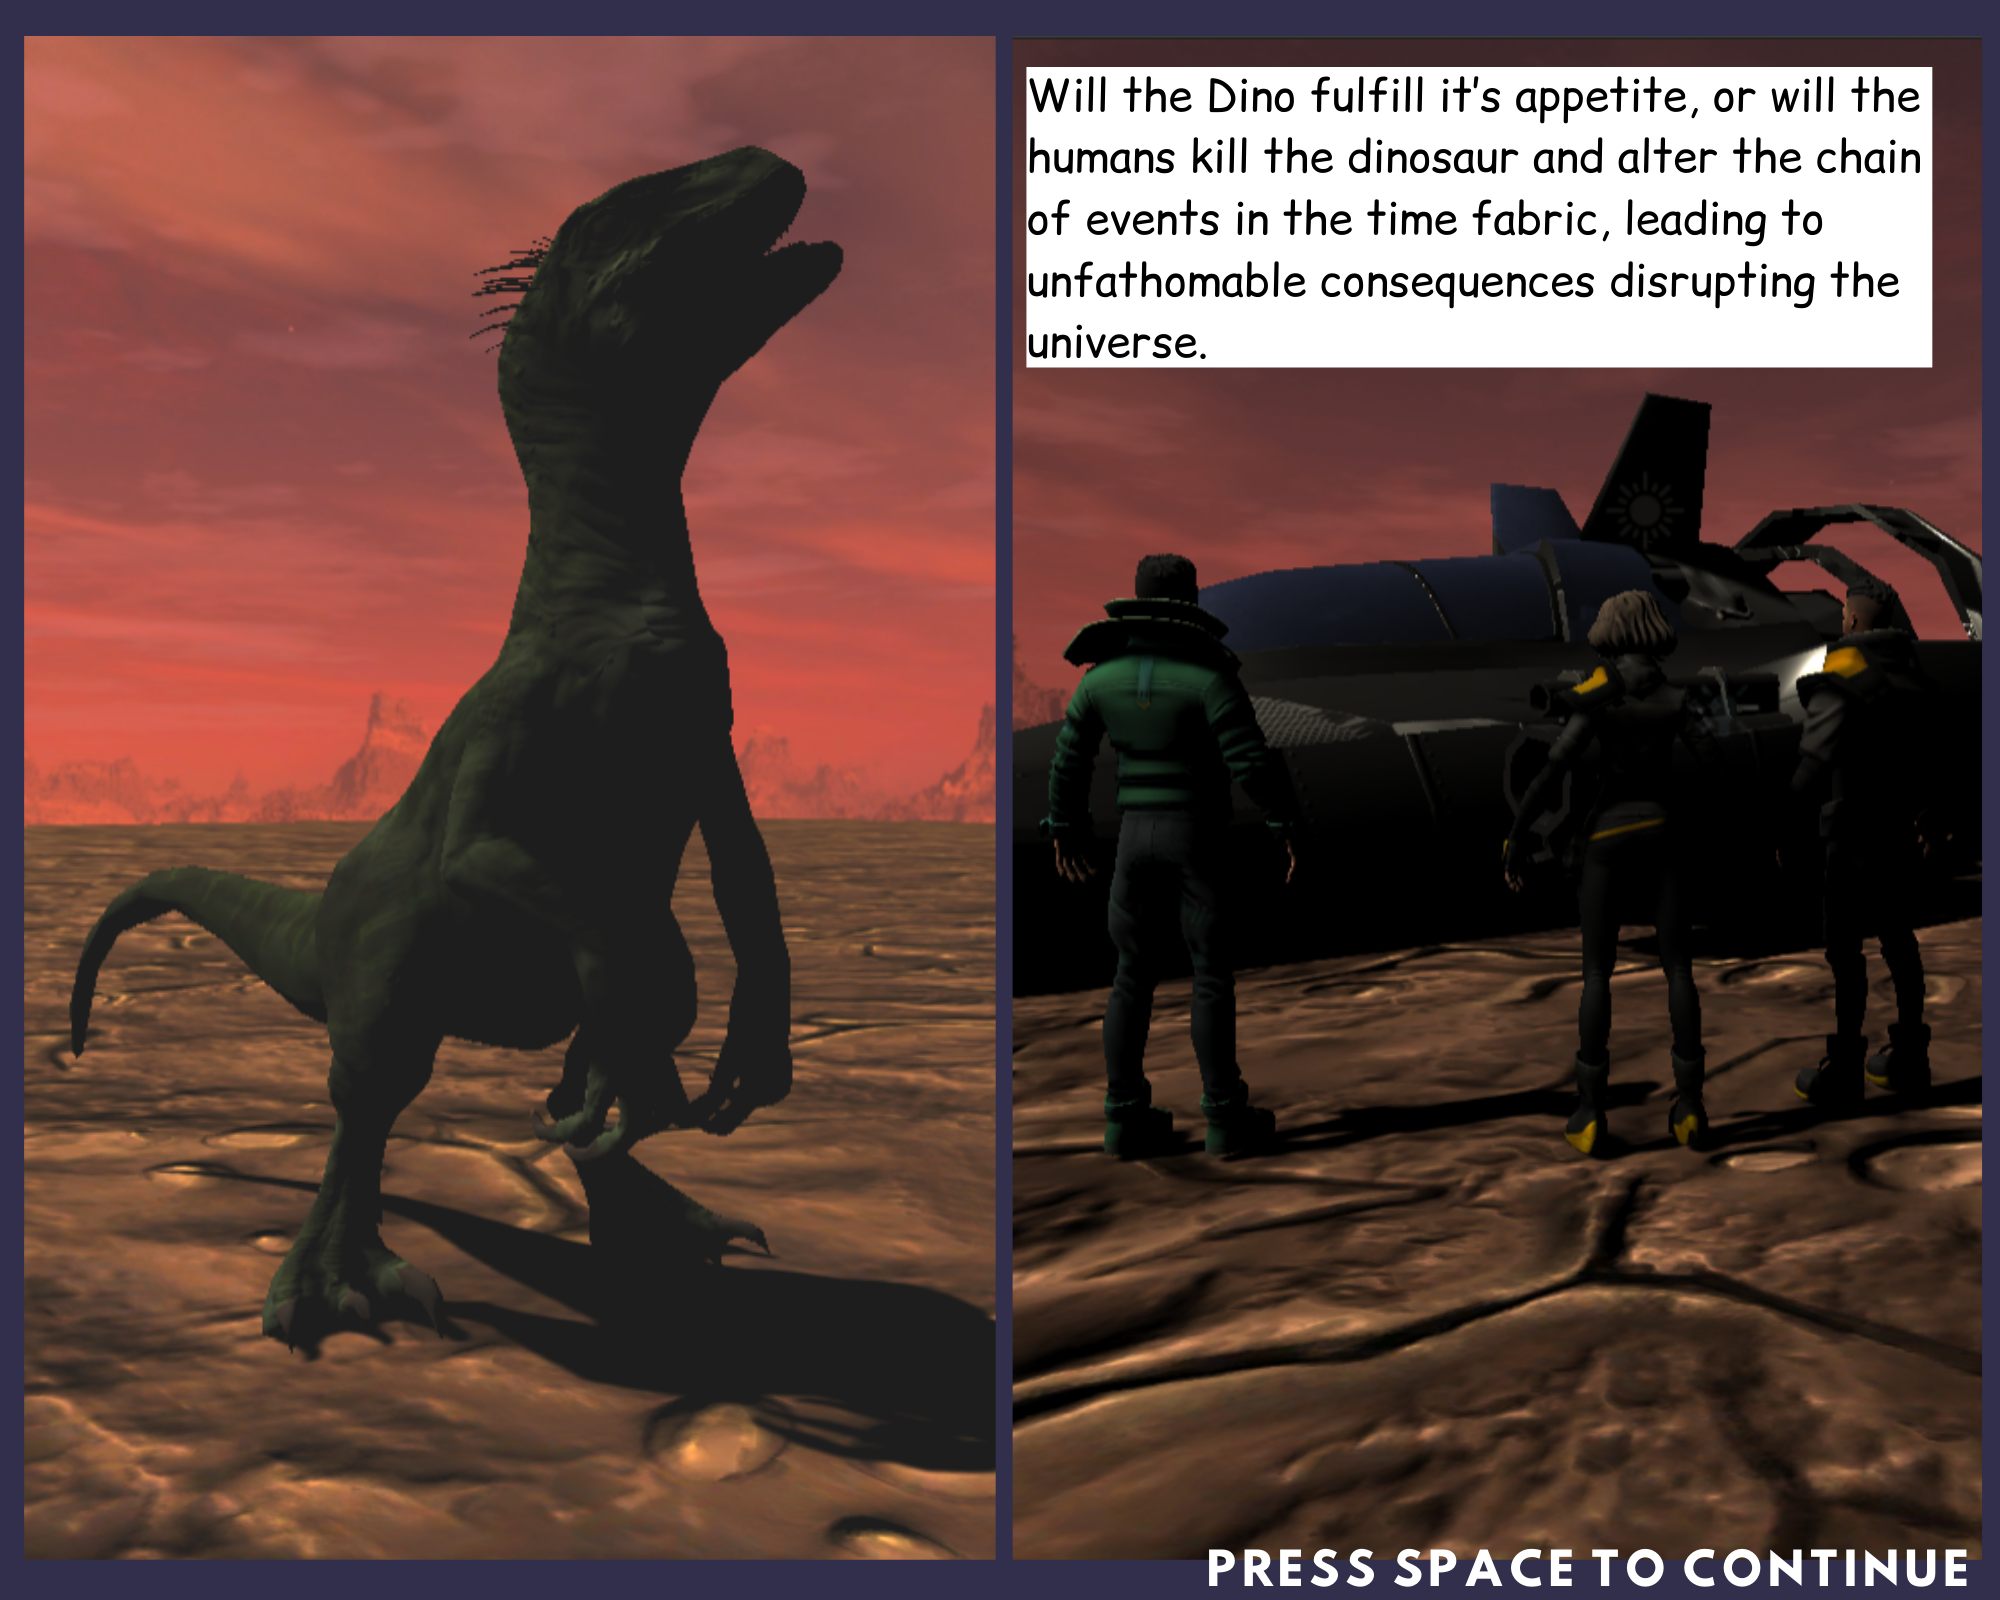 Will the Dino fulfill it's appetite, or will the
humans kill the dinosaur and alter the chain
of events in the time fabric, leading to
unfathomable consequences disrupting the
universe.
PRESS SPACE TO CONTINUE